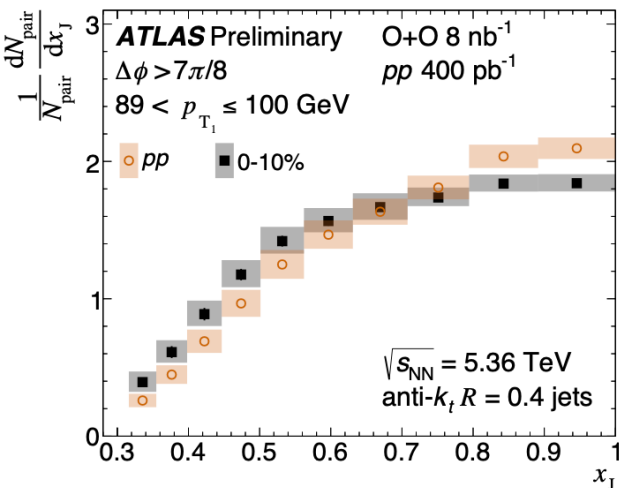 1/N_pair dN_pair/dx_J
ATLAS Preliminary
O+O 8 nb⁻¹
Δϕ > 7π/8
pp 400 pb⁻¹
89 < p_T₁ ≤ 100 GeV
pp
0-10%
√s_NN = 5.36 TeV
anti-k_t R = 0.4 jets
3
2
1
0
0.3 0.4 0.5 0.6 0.7 0.8 0.9 1
x_J